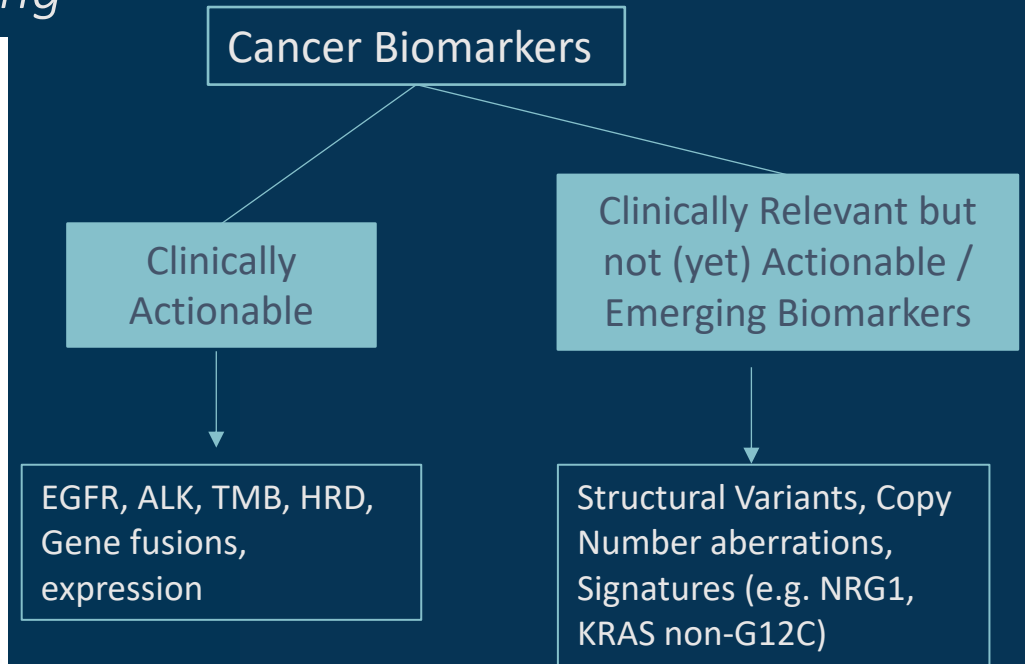 Cancer Biomarkers
Clinically
Actionable
Clinically Relevant but
not (yet) Actionable /
Emerging Biomarkers
EGFR, ALK, TMB, HRD,
Gene fusions,
expression
Structural Variants, Copy
Number aberrations,
Signatures (e.g. NRG1,
KRAS non-G12C)